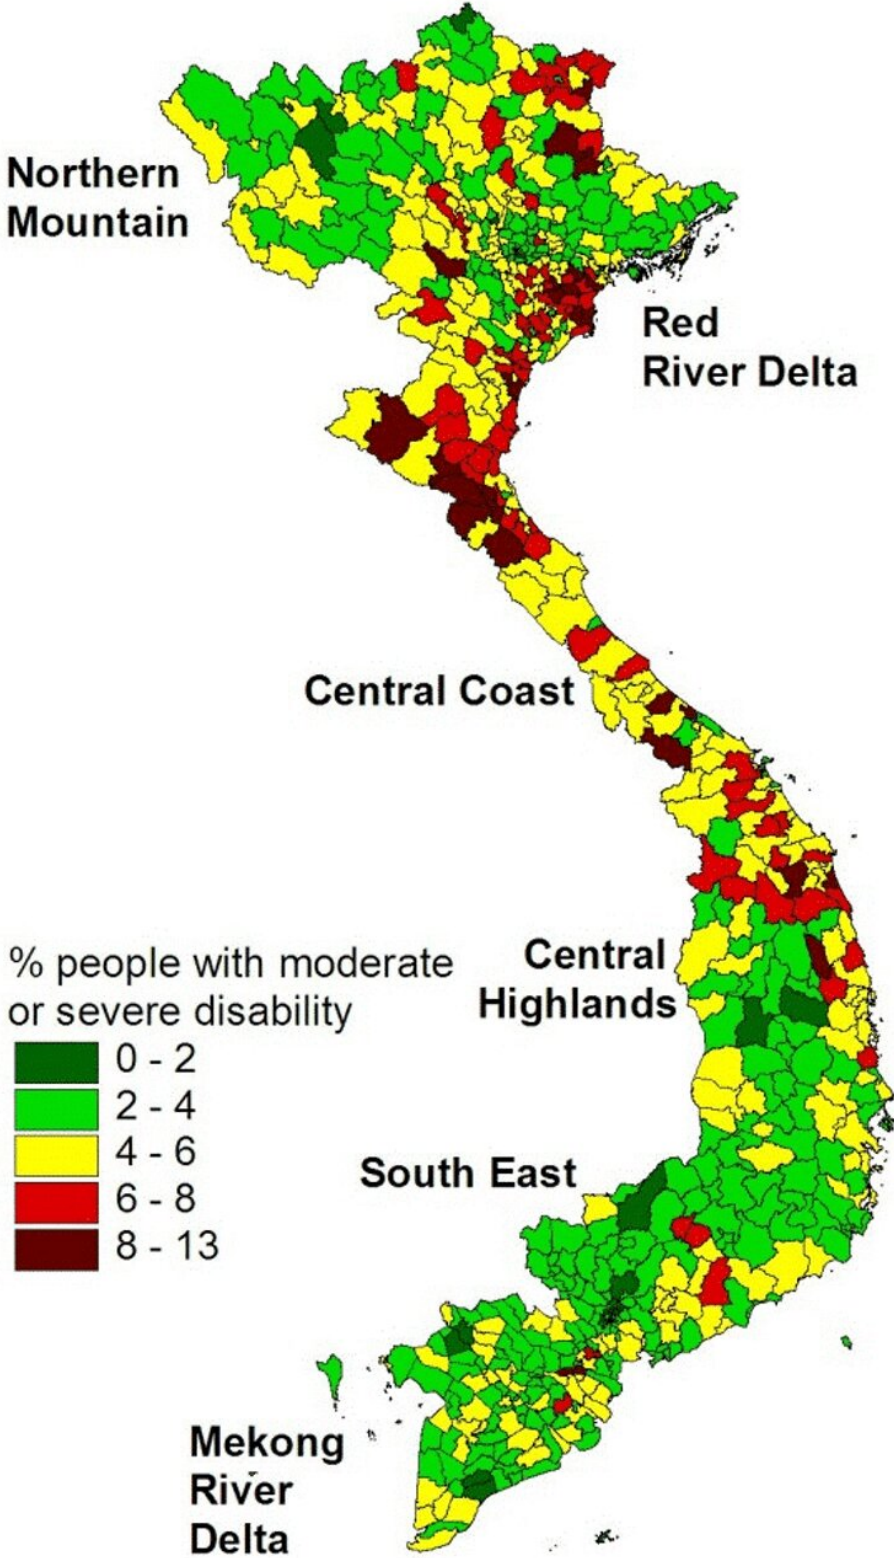 Northern
Mountain
Red
River Delta
Central Coast
Central
Highlands
% people with moderate
or severe disability
0 - 2
2 - 4
4 - 6
6 - 8
8 - 13
South East
Mekong
River
Delta